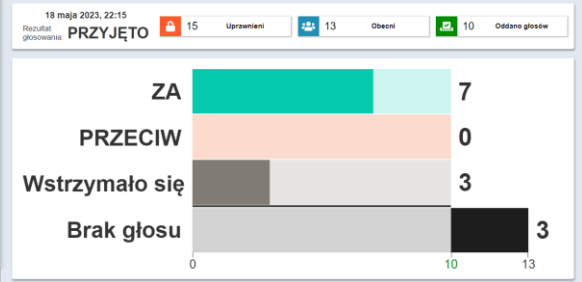 18 maja 2023, 22:15
Rezultat głosowania: PRZYJĘTO
15 Uprawnieni
13 Obecni
10 Oddano głosów
ZA 7
PRZECIW 0
Wstrzymało się 3
Brak głosu 3
0 10 13